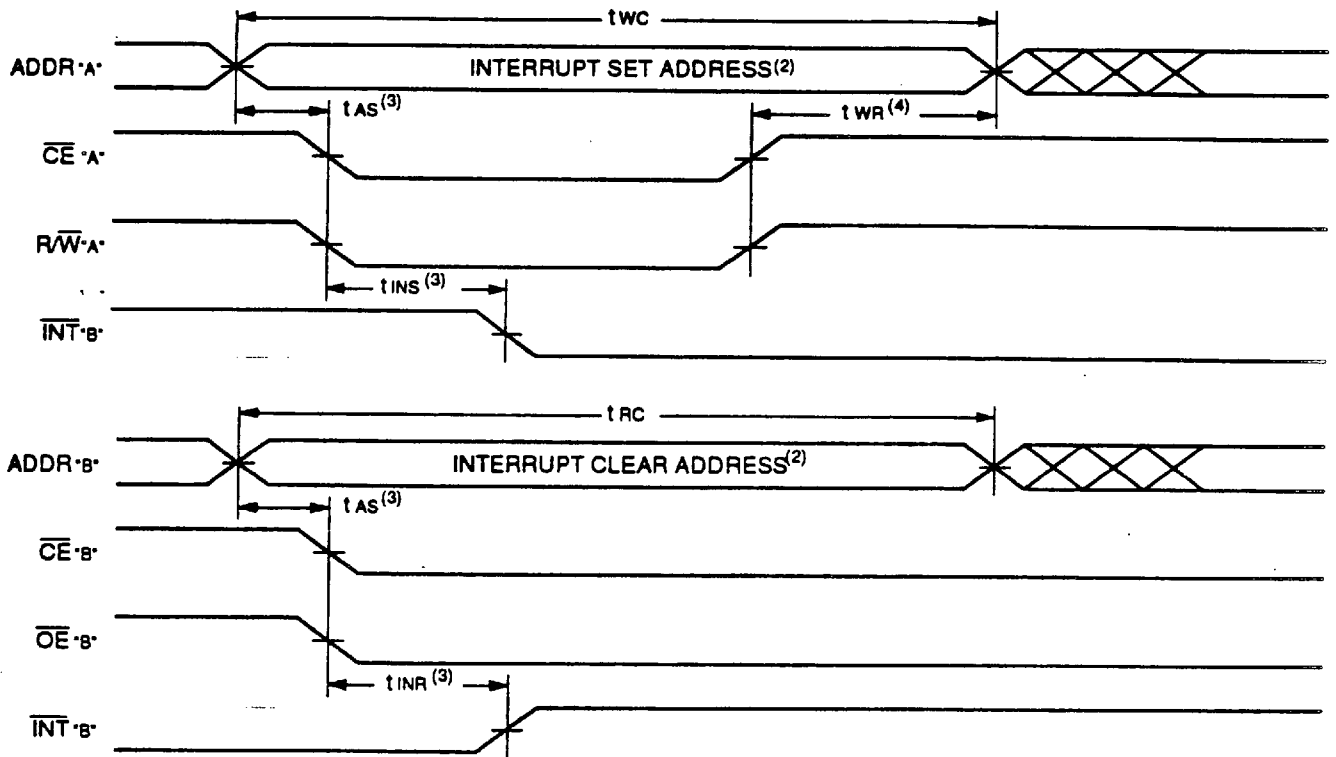 tWC
ADDR"A"
INTERRUPT SET ADDRESS(2)
tAS(3)
tWR(4)
CE"A"
R/W"A"
tINS(3)
INT"B"
tRC
ADDR"B"
INTERRUPT CLEAR ADDRESS(2)
tAS(3)
CE"B"
OE"B"
tINR(3)
INT"B"